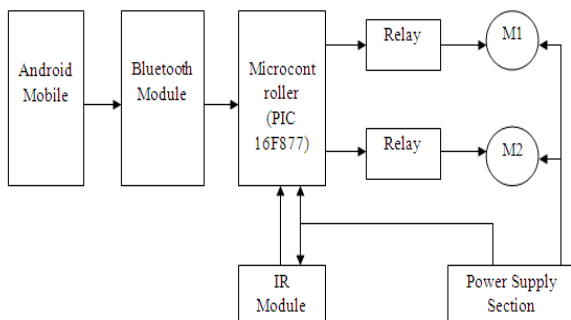 Android
Mobile
Bluetooth
Module
Microcont
roller
(PIC
16F877)
Relay
M1
Relay
M2
IR
Module
Power Supply
Section